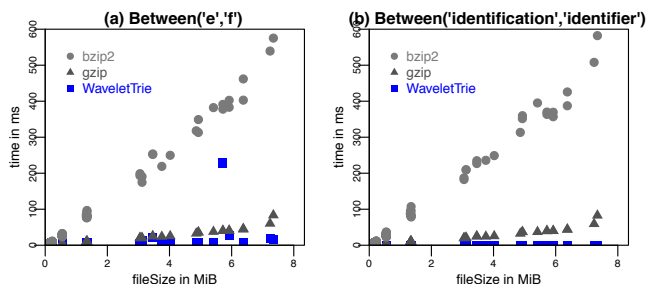 (a) Between('e','f')
bzip2
gzip
WaveletTrie
time in ms
0 100 200 300 400 500 600
0 2 4 6 8
fileSize in MiB
(b) Between('identification','identifier')
bzip2
gzip
WaveletTrie
time in ms
0 100 200 300 400 500 600
0 2 4 6 8
fileSize in MiB